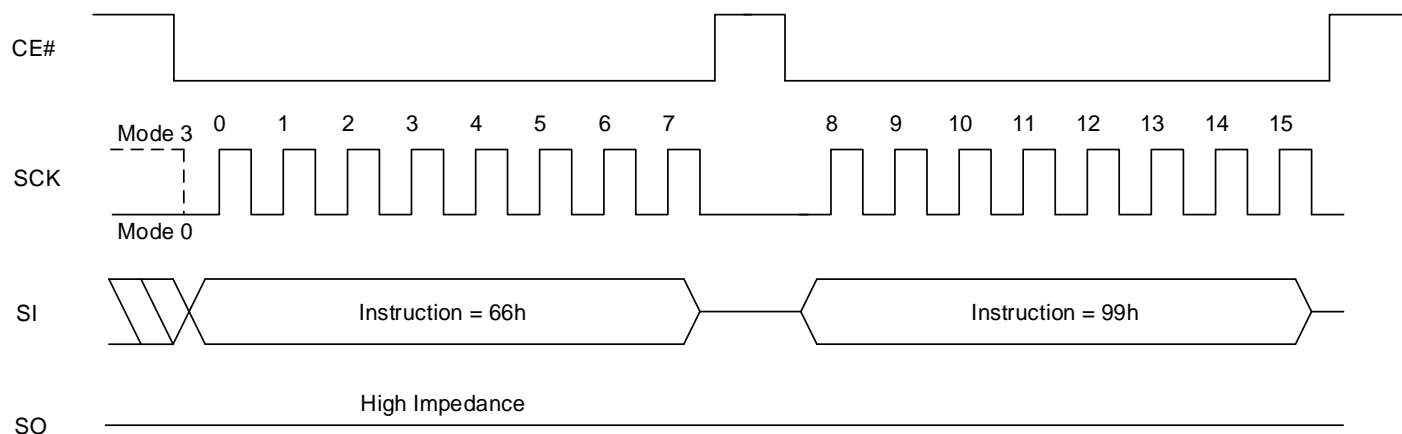 CE#
Mode 3
0 1 2 3 4 5 6 7 8 9 10 11 12 13 14 15
SCK
Mode 0
SI
Instruction = 66h
Instruction = 99h
High Impedance
SO